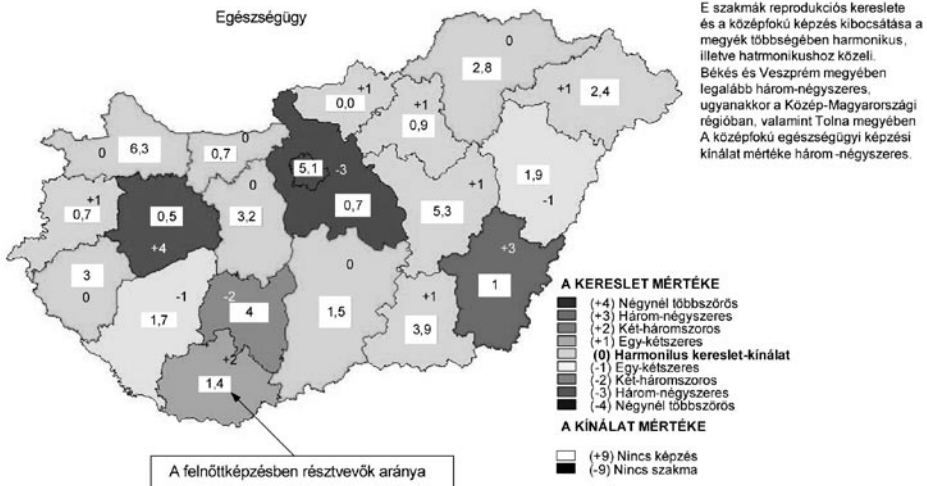 Egészségügy
E szakmák reprodukciós kereslete
és a középfokú képzés kibocsátása a
megyék többségében harmonikus,
illetve hatrmonikushoz közeli.
Békés és Veszprém megyében
legalább három-négyszeres,
ugyanakkor a Közép-Magyarországi
régióban, valamint Tolna megyében
A középfokú egészségügyi képzési
kínálat mértéke három-négyszeres.
0
2,8
+1
0,0
+1
0,9
+1
2,4
0
6,3
0
0,7
5,1
-3
0,7
1,9
-1
+1
0,7
0,5
+4
0
3,2
+1
5,3
+3
1
3
0
-1
1,7
-2
4
0
1,5
+1
3,9
+2
1,4
A felnőttképzésben résztvevők aránya
A KERESLET MÉRTÉKE
(+4) Négynél többszörös
(+3) Három-négyszeres
(+2) Két-háromszoros
(+1) Egy-kétszeres
(0) Harmonilus kereslet-kínálat
(-1) Egy-kétszeres
(-2) Két-háromszoros
(-3) Három-négyszeres
(-4) Négynél többszörös
A KÍNÁLAT MÉRTÉKE
(+9) Nincs képzés
(-9) Nincs szakma